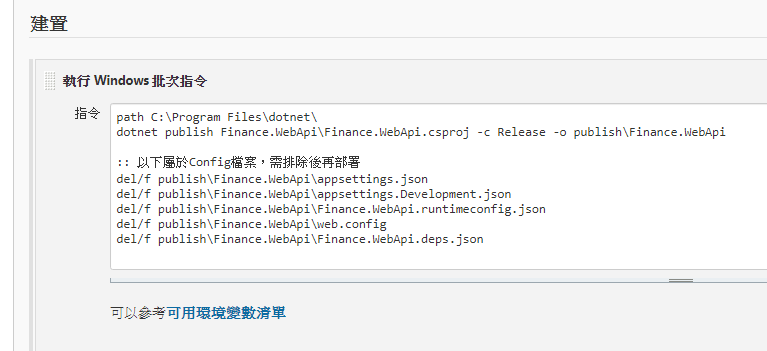 建置
執行 Windows 批次指令
指令
path C:\Program Files\dotnet\
dotnet publish Finance.WebApi\Finance.WebApi.csproj -c Release -o publish\Finance.WebApi
:: 以下屬於Config檔案，需排除後再部署
del/f publish\Finance.WebApi\appsettings.json
del/f publish\Finance.WebApi\appsettings.Development.json
del/f publish\Finance.WebApi\Finance.WebApi.runtimeconfig.json
del/f publish\Finance.WebApi\web.config
del/f publish\Finance.WebApi\Finance.WebApi.deps.json
可以參考可用環境變數清單